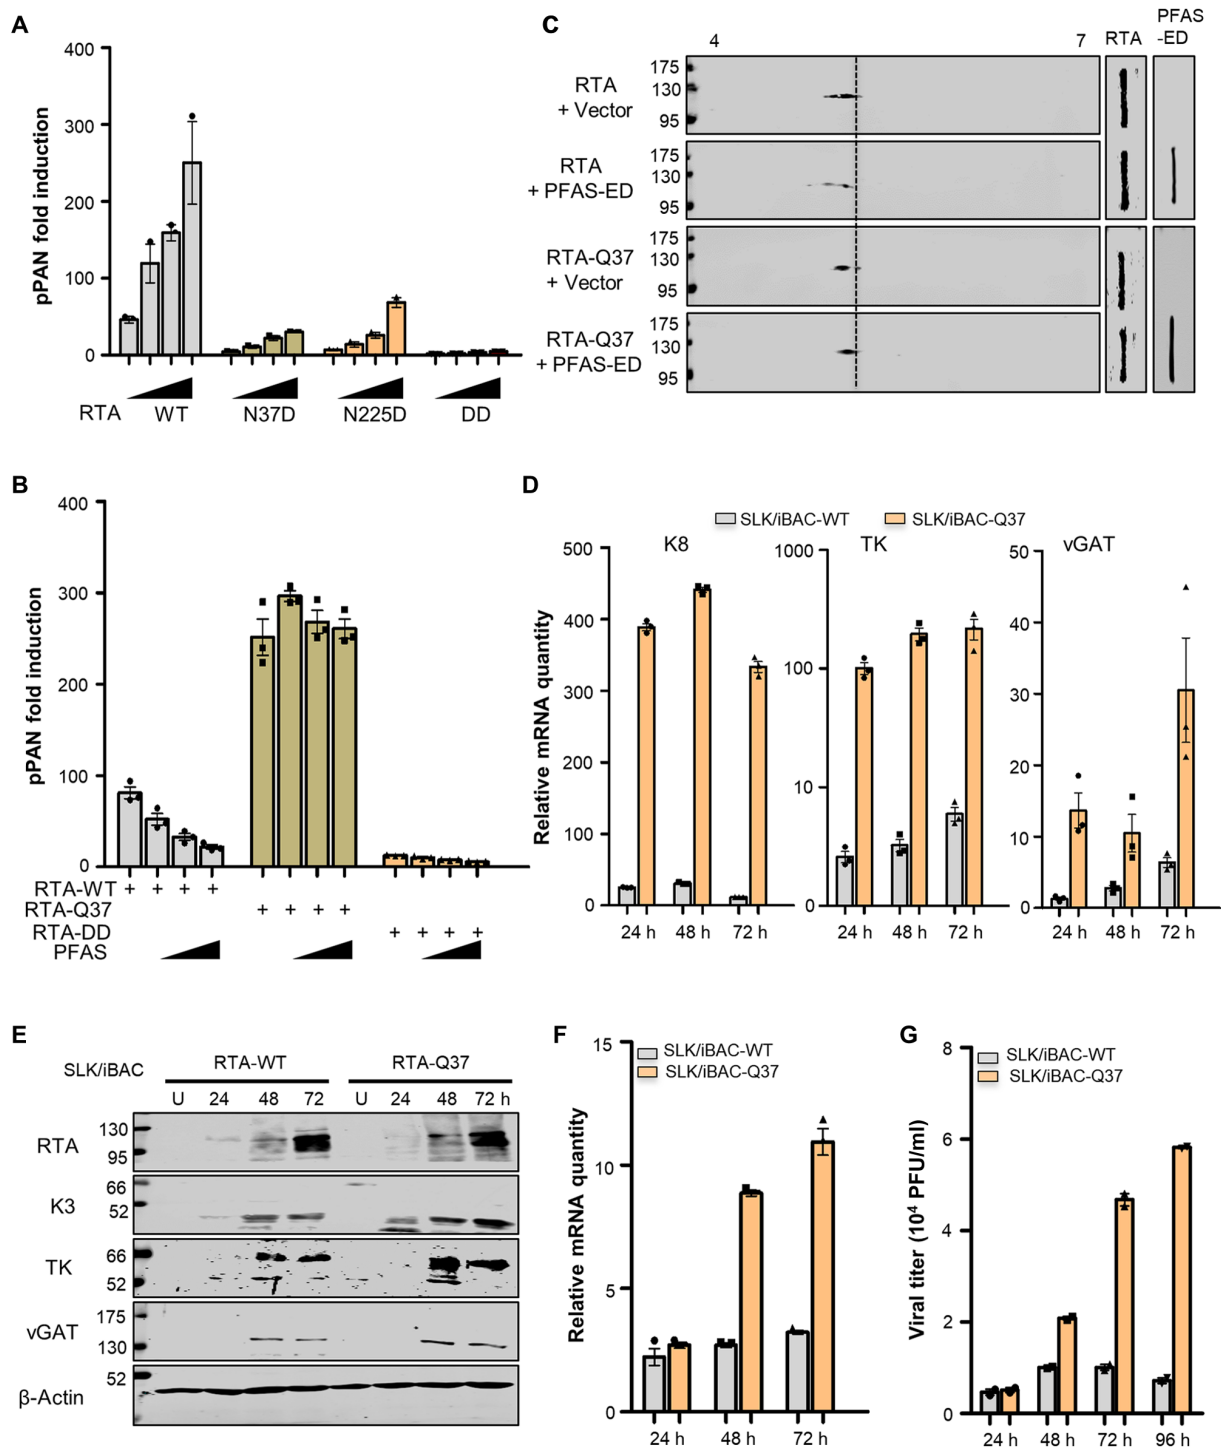 A
400
300
200
100
0
pPAN fold induction
RTA WT N37D N225D DD
C
4 7 RTA PFAS
-ED
RTA
+ Vector
175
130
95
RTA
+ PFAS-ED
175
130
95
RTA-Q37
+ Vector
175
130
95
RTA-Q37
+ PFAS-ED
175
130
95
B
400
300
200
100
0
pPAN fold induction
RTA-WT + + + +
RTA-Q37 + + + +
RTA-DD + + + +
PFAS
D
SLK/iBAC-WT SLK/iBAC-Q37
Relative mRNA quantity
K8
500
400
300
200
100
0
24 h 48 h 72 h
TK
1000
100
10
0
24 h 48 h 72 h
vGAT
50
40
30
20
10
0
24 h 48 h 72 h
E
SLK/iBAC RTA-WT RTA-Q37
U 24 48 72 U 24 48 72 h
RTA
130
95
K3
66
52
TK
66
52
vGAT
175
130
β-Actin
52
F
SLK/iBAC-WT
SLK/iBAC-Q37
15
10
5
0
Relative mRNA quantity
24 h 48 h 72 h
G
SLK/iBAC-WT
SLK/iBAC-Q37
8
6
4
2
0
Viral titer (10⁴ PFU/ml)
24 h 48 h 72 h 96 h